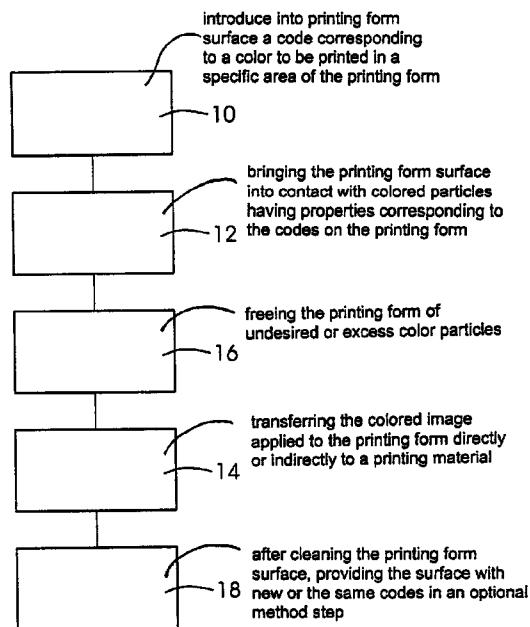 introduce into printing form
surface a code corresponding
to a color to be printed in a
specific area of the printing form
10
bringing the printing form surface
into contact with colored particles
having properties corresponding to
the codes on the printing form
12
freeing the printing form of
undesired or excess color particles
16
transferring the colored image
applied to the printing form directly
or indirectly to a printing material
14
after cleaning the printing form
surface, providing the surface with
new or the same codes in an optional
method step
18